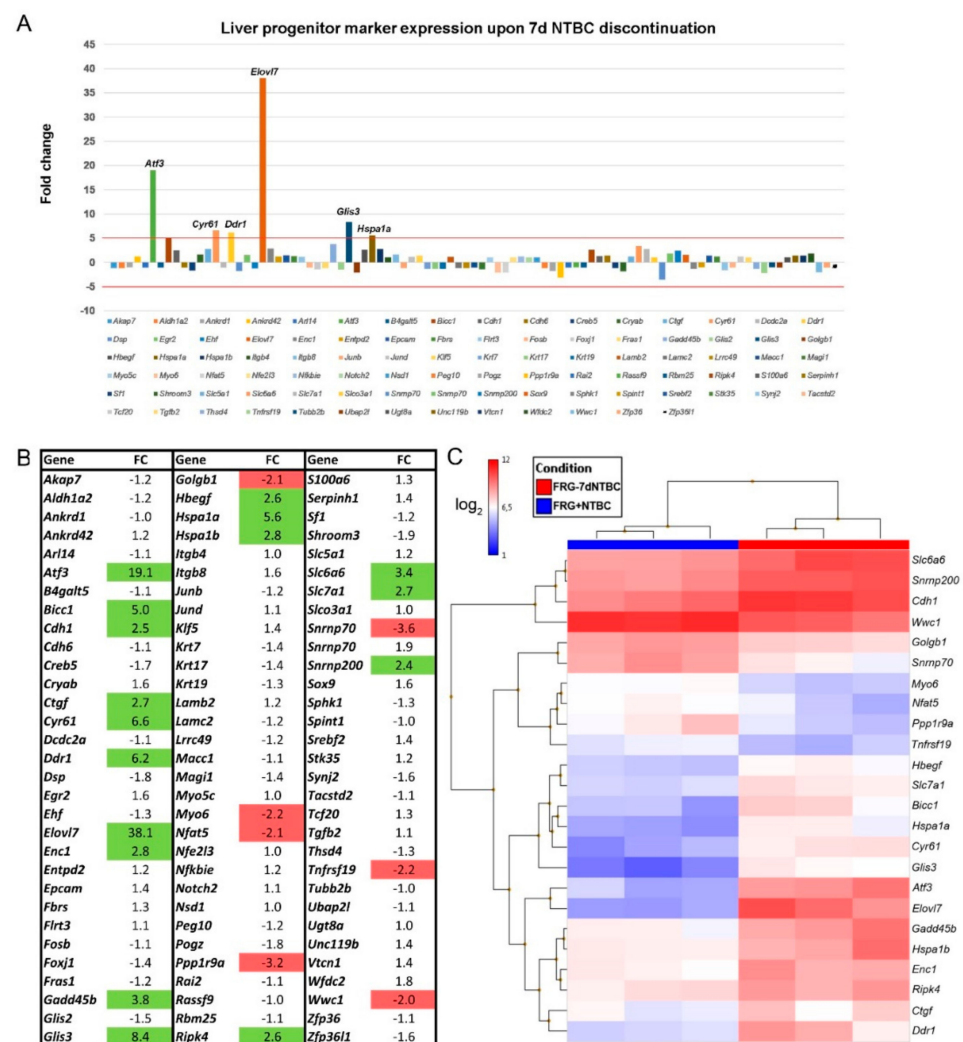 A
Liver progenitor marker expression upon 7d NTBC discontinuation
Fold change
45
40
35
30
25
20
15
10
5
0
-5
-10
Atf3
Cyr61
Ddr1
Elovl7
Glis3
Hspa1a
Akap7 Aldh1a2 Ankrd1 Ankrd42 Arl14 Atf3 B4galt5 Bicc1 Cdh1 Cdh6 Creb5 Cryab Ctgf Cyr61 Dcdc2a Ddr1
Dsp Egr2 Ehf Elovl7 Enc1 Entpd2 Epcam Fbrs Flrt3 Fosb Foxj1 Fras1 Gadd45b Glis2 Glis3 Golgb1
Hbegf Hspa1a Hspa1b Itgb4 Itgb8 Junb Jund Klf5 Krt7 Krt17 Krt19 Lamb2 Lamc2 Lrrc49 Macc1 Magi1
Myo5c Myo6 Nfat5 Nfe2l3 Nfkbie Notch2 Nsd1 Peg10 Pogz Ppp1r9a Rai2 Rassf9 Rbm25 Ripk4 S100a6 Serpinh1
Sf1 Shroom3 Slc5a1 Slc6a6 Slc7a1 Slco3a1 Snrnp70 Snrnp70 Snrnp200 Sox9 Sphk1 Spint1 Srebf2 Stk35 Synj2 Tacstd2
Tcf20 Tgfb2 Thsd4 Tnfrsf19 Tubb2b Ubap2l Ugt8a Unc119b Vtcn1 Wfdc2 Wwc1 Zfp36 Zfp36l1
B
Gene FC Gene FC Gene FC
Akap7 -1.2 Golgb1 -2.1 S100a6 1.3
Aldh1a2 -1.2 Hbegf 2.6 Serpinh1 1.4
Ankrd1 -1.0 Hspa1a 5.6 Sf1 -1.2
Ankrd42 1.2 Hspa1b 2.8 Shroom3 -1.9
Arl14 -1.1 Itgb4 1.0 Slc5a1 1.2
Atf3 19.1 Itgb8 1.6 Slc6a6 3.4
B4galt5 -1.1 Junb -1.2 Slc7a1 2.7
Bicc1 5.0 Jund 1.1 Slco3a1 1.0
Cdh1 2.5 Klf5 1.4 Snrnp70 -3.6
Cdh6 -1.1 Krt7 -1.4 Snrnp70 1.9
Creb5 -1.7 Krt17 -1.4 Snrnp200 2.4
Cryab 1.6 Krt19 -1.3 Sox9 1.6
Ctgf 2.7 Lamb2 1.2 Sphk1 -1.3
Cyr61 6.6 Lamc2 -1.2 Spint1 -1.0
Dcdc2a -1.1 Lrrc49 -1.2 Srebf2 1.4
Ddr1 6.2 Macc1 -1.1 Stk35 1.2
Dsp -1.8 Magi1 -1.4 Synj2 -1.6
Egr2 1.6 Myo5c 1.0 Tacstd2 -1.1
Ehf -1.3 Myo6 -2.2 Tcf20 1.3
Elovl7 38.1 Nfat5 -2.1 Tgfb2 1.1
Enc1 2.8 Nfe2l3 1.0 Thsd4 -1.3
Entpd2 1.2 Nfkbie 1.2 Tnfrsf19 -2.2
Epcam 1.4 Notch2 1.1 Tubb2b -1.0
Fbrs 1.3 Nsd1 1.0 Ubap2l -1.1
Flrt3 1.1 Peg10 -1.2 Ugt8a 1.0
Fosb -1.1 Pogz -1.8 Unc119b 1.4
Foxj1 -1.4 Ppp1r9a -3.2 Vtcn1 1.4
Fras1 -1.2 Rai2 -1.1 Wfdc2 1.8
Gadd45b 3.8 Rassf9 -1.0 Wwc1 -2.0
Glis2 -1.5 Rbm25 -1.1 Zfp36 -1.1
Glis3 8.4 Ripk4 2.6 Zfp36l1 -1.6
C
log2
12
6,5
1
Condition
FRG-7dNTBC
FRG+NTBC
Slc6a6
Snrnp200
Cdh1
Wwc1
Golgb1
Snrnp70
Myo6
Nfat5
Ppp1r9a
Tnfrsf19
Hbegf
Slc7a1
Bicc1
Hspa1a
Cyr61
Glis3
Atf3
Elovl7
Gadd45b
Hspa1b
Enc1
Ripk4
Ctgf
Ddr1